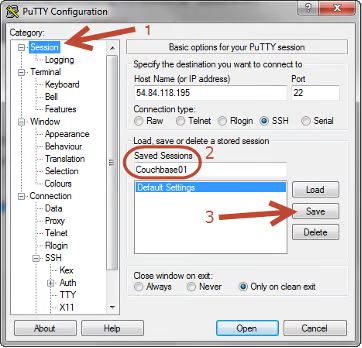 PuTTY Configuration
Category:
Session
Logging
Terminal
Keyboard
Bell
Features
Window
Appearance
Behaviour
Translation
Selection
Colours
Connection
Data
Proxy
Telnet
Rlogin
SSH
Kex
Auth
TTY
X11
1
Basic options for your PuTTY session
Specify the destination you want to connect to
Host Name (or IP address) Port
54.84.118.195 22
Connection type:
Raw Telnet Rlogin SSH Serial
Load, save or delete a stored session
Saved Sessions 2
Couchbase01
Default Settings Load
3 Save
Delete
Close window on exit:
Always Never Only on clean exit
About Help Open Cancel